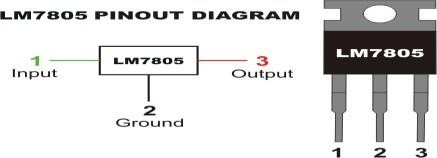 LM7805 PINOUT DIAGRAM
1
Input
LM7805
3
Output
2
Ground
LM7805
1 2 3